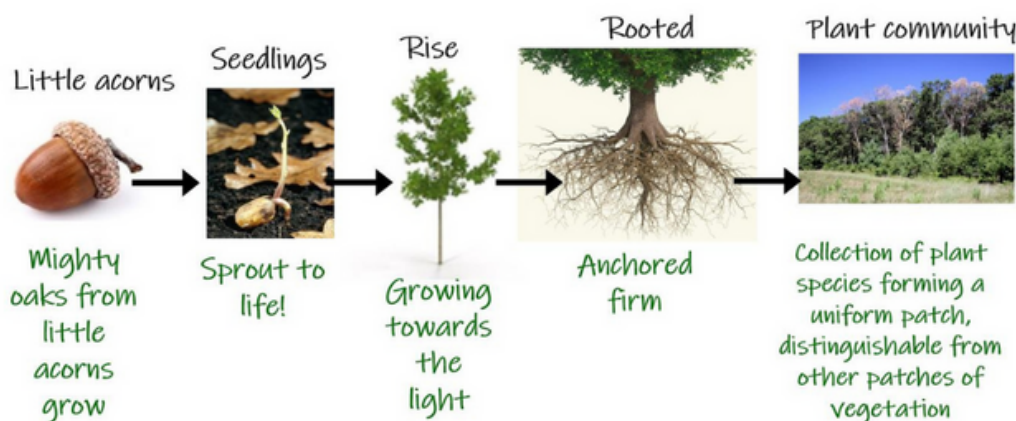 Little acorns
Mighty
oaks from
little
acorns
grow
Seedlings
Sprout to
life!
Rise
Growing
towards
the
light
Rooted
Anchored
firm
Plant community
Collection of plant
species forming a
uniform patch,
distinguishable from
other patches of
vegetation